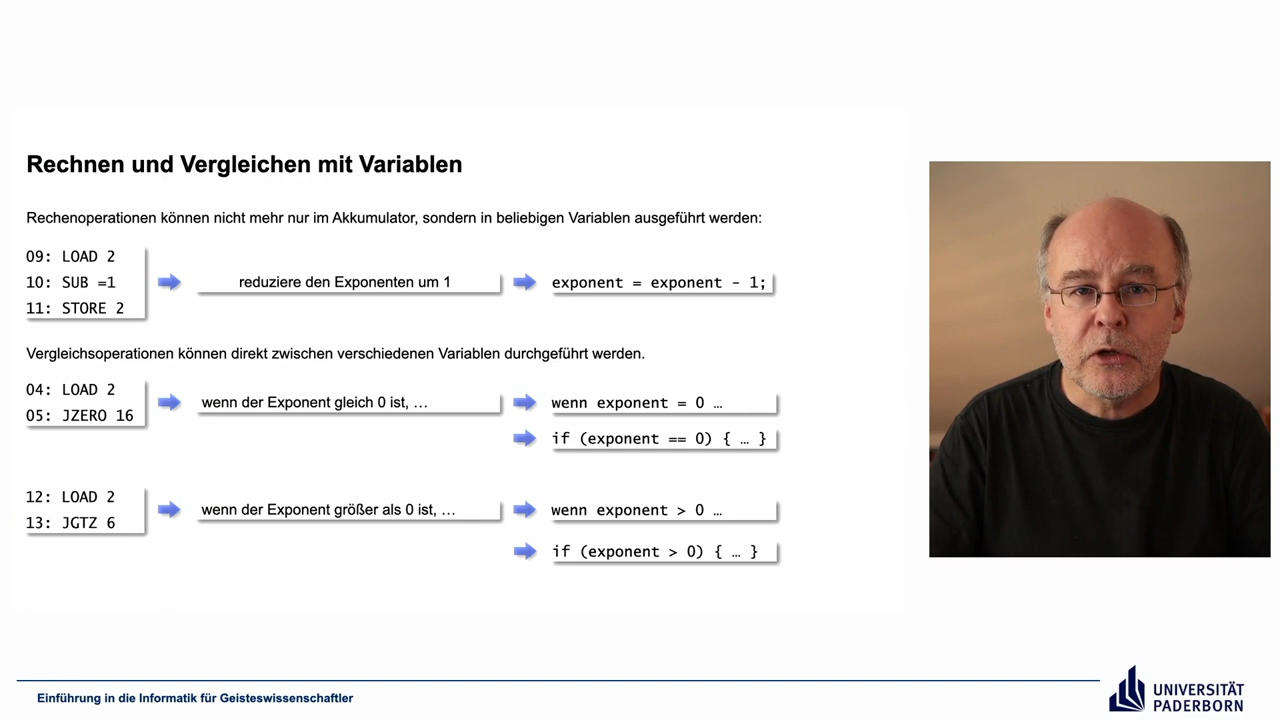 Rechnen und Vergleichen mit Variablen
Rechenoperationen können nicht mehr nur im Akkumulator, sondern in beliebigen Variablen ausgeführt werden:
09: LOAD 2
10: SUB =1
11: STORE 2
reduziere den Exponenten um 1
exponent = exponent - 1;
Vergleichsoperationen können direkt zwischen verschiedenen Variablen durchgeführt werden.
04: LOAD 2
05: JZERO 16
wenn der Exponent gleich 0 ist, …
wenn exponent = 0 …
if (exponent == 0) { … }
12: LOAD 2
13: JGTZ 6
wenn der Exponent größer als 0 ist, …
wenn exponent > 0 …
if (exponent > 0) { … }
Einführung in die Informatik für Geisteswissenschaftler
UNIVERSITÄT
PADERBORN